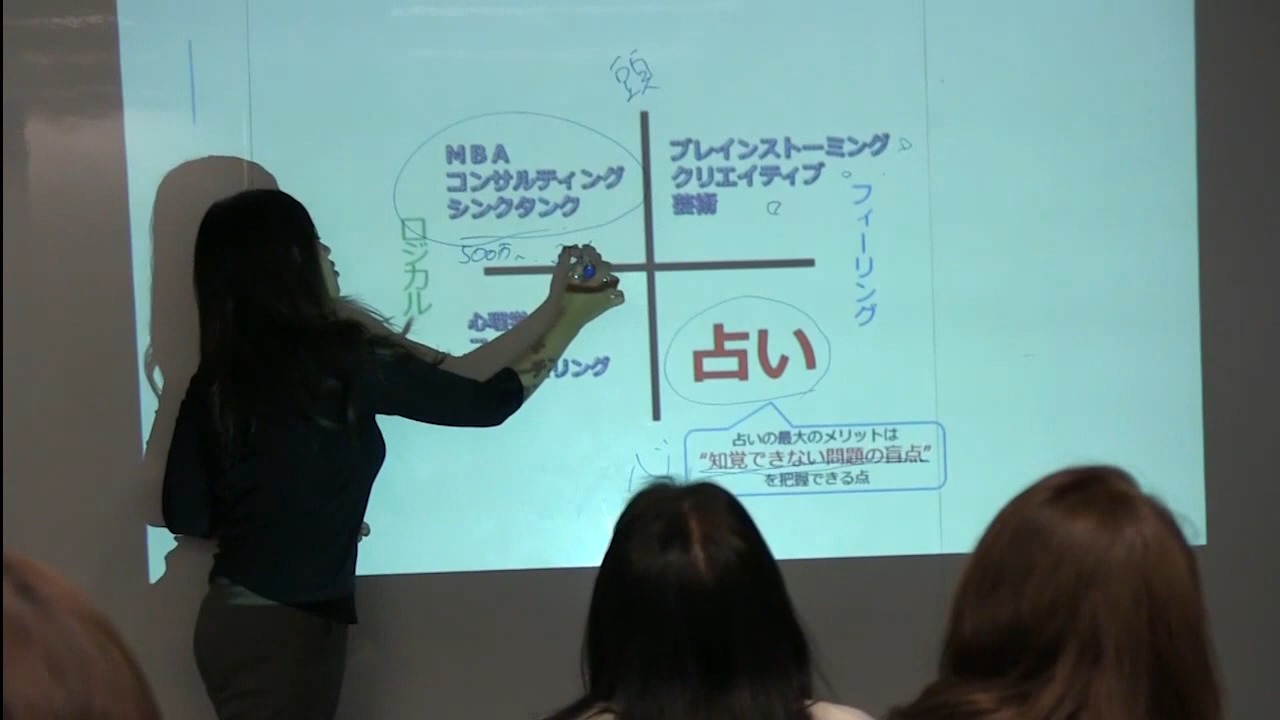 頭
MBA
コンサルティング
シンクタンク
500万~
ブレインストーミング
クリエイティブ
芸術
ロジカル
フィーリング
心理学
リング
占い
心
占いの最大のメリットは
“知覚できない問題の盲点”
を把握できる点